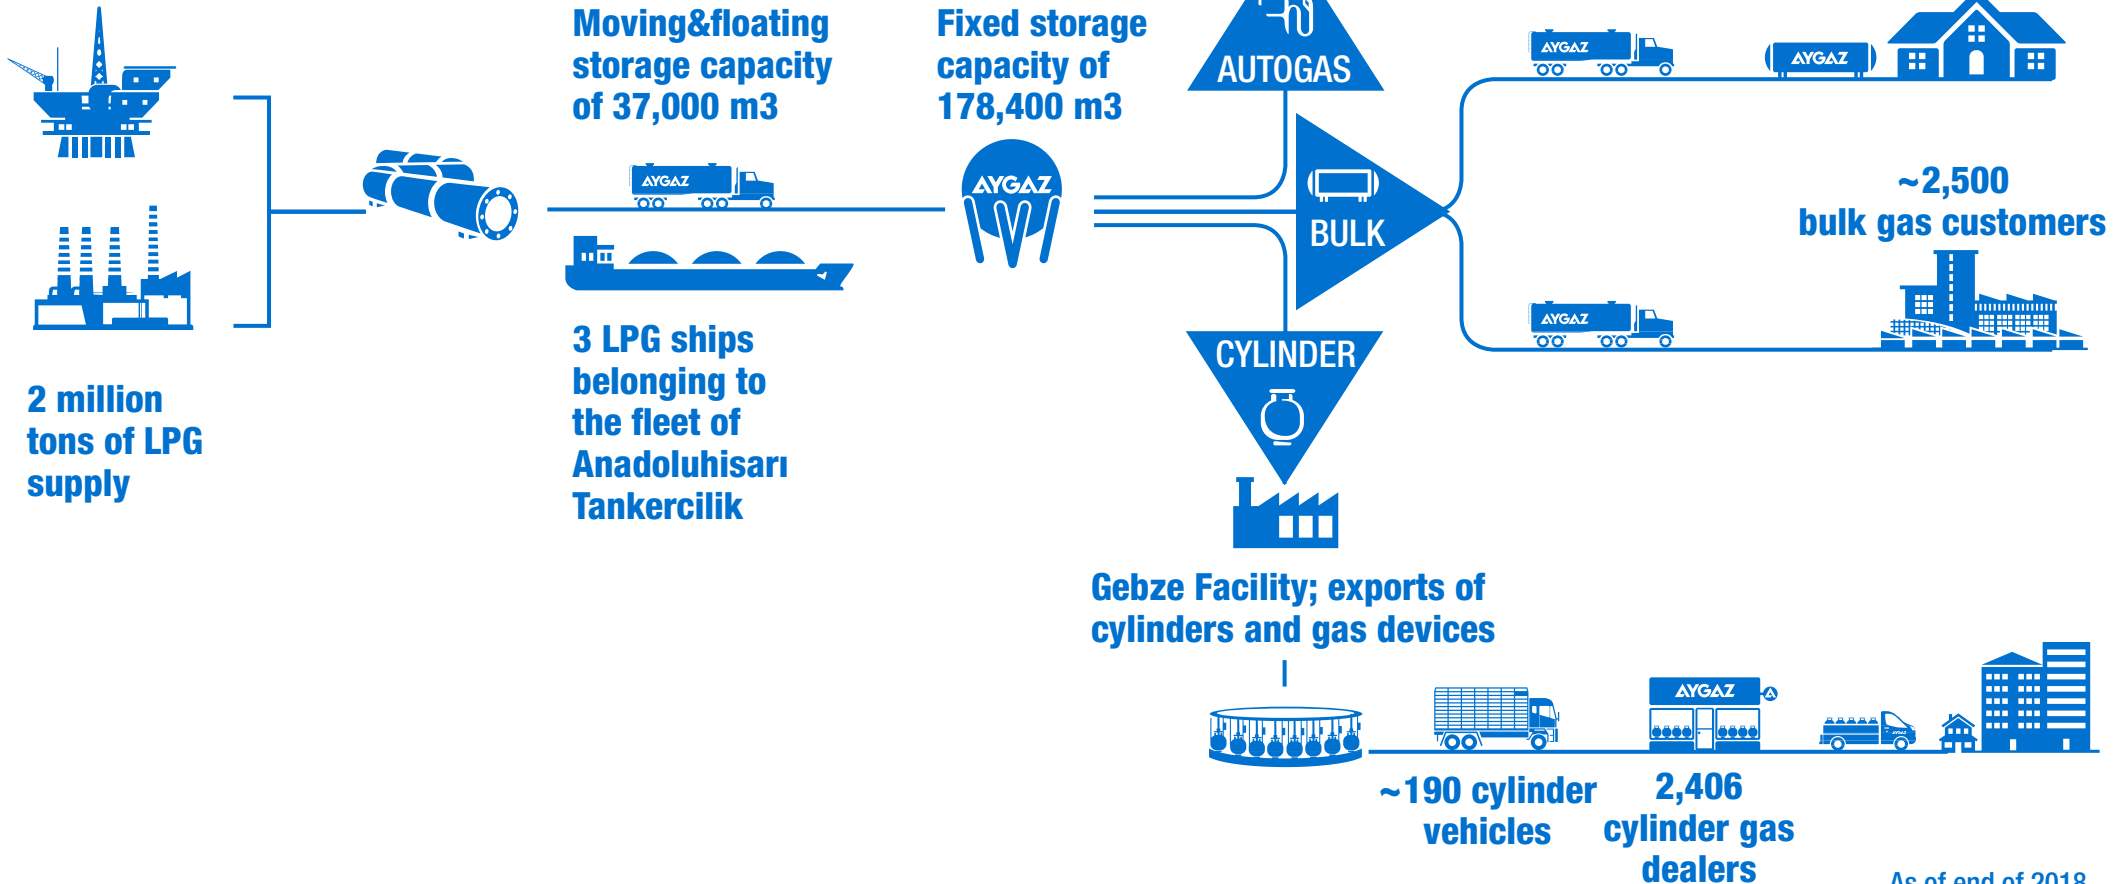 Moving&floating
storage capacity
of 37,000 m3
Fixed storage
capacity of
178,400 m3
AUTOGAS
AYGAZ
AYGAZ
AYGAZ
AYGAZ
BULK
~2,500
bulk gas customers
AYGAZ
3 LPG ships
belonging to
the fleet of
Anadoluhisarı
Tankercilik
CYLINDER
2 million
tons of LPG
supply
Gebze Facility; exports of
cylinders and gas devices
AYGAZ
AYGAZ
~190 cylinder
vehicles
2,406
cylinder gas
dealers
As of end of 2018